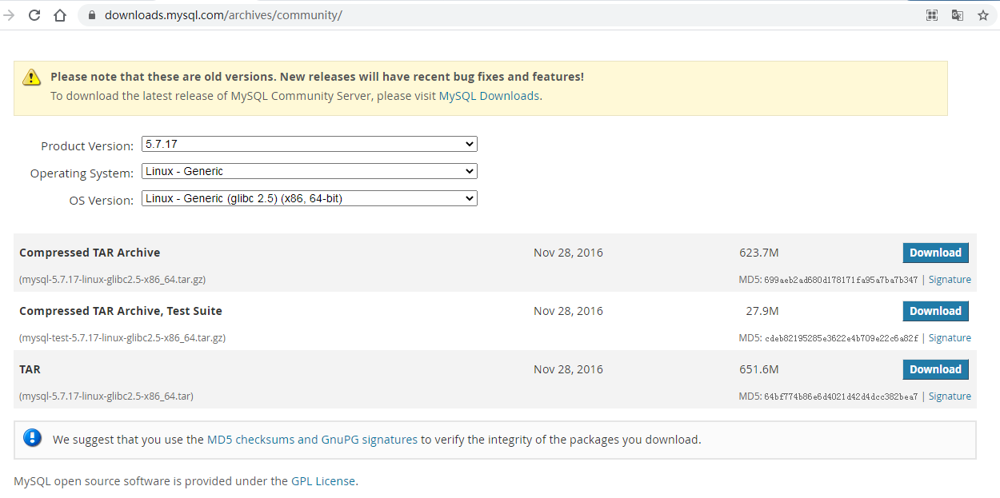 downloads.mysql.com/archives/community/
Please note that these are old versions. New releases will have recent bug fixes and features!
To download the latest release of MySQL Community Server, please visit MySQL Downloads.
Product Version: 5.7.17
Operating System: Linux - Generic
OS Version: Linux - Generic (glibc 2.5) (x86, 64-bit)
Compressed TAR Archive Nov 28, 2016 623.7M Download
(mysql-5.7.17-linux-glibc2.5-x86_64.tar.gz) MD5: 699aeb2ad680d178171fa95a7ba7b347 | Signature
Compressed TAR Archive, Test Suite Nov 28, 2016 27.9M Download
(mysql-test-5.7.17-linux-glibc2.5-x86_64.tar.gz) MD5: cdeb82195285e3622e4b709e22c6a82f | Signature
TAR Nov 28, 2016 651.6M Download
(mysql-5.7.17-linux-glibc2.5-x86_64.tar) MD5: 64bf774b86e6d4021d42d4dcc382bea7 | Signature
We suggest that you use the MD5 checksums and GnuPG signatures to verify the integrity of the packages you download.
MySQL open source software is provided under the GPL License.